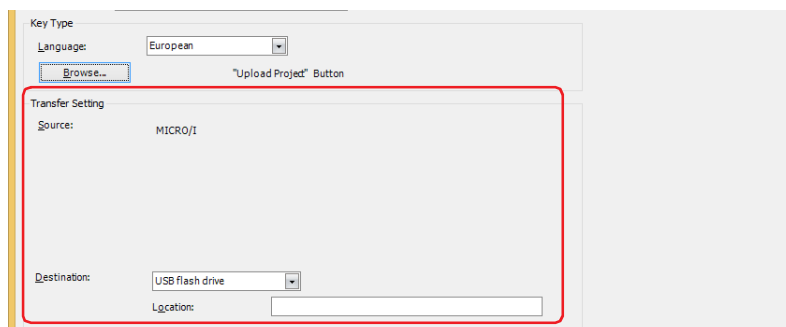 Key Type
Language: European
Browse... "Upload Project" Button
Transfer Setting
Source: MICRO/I
Destination: USB flash drive
Location: